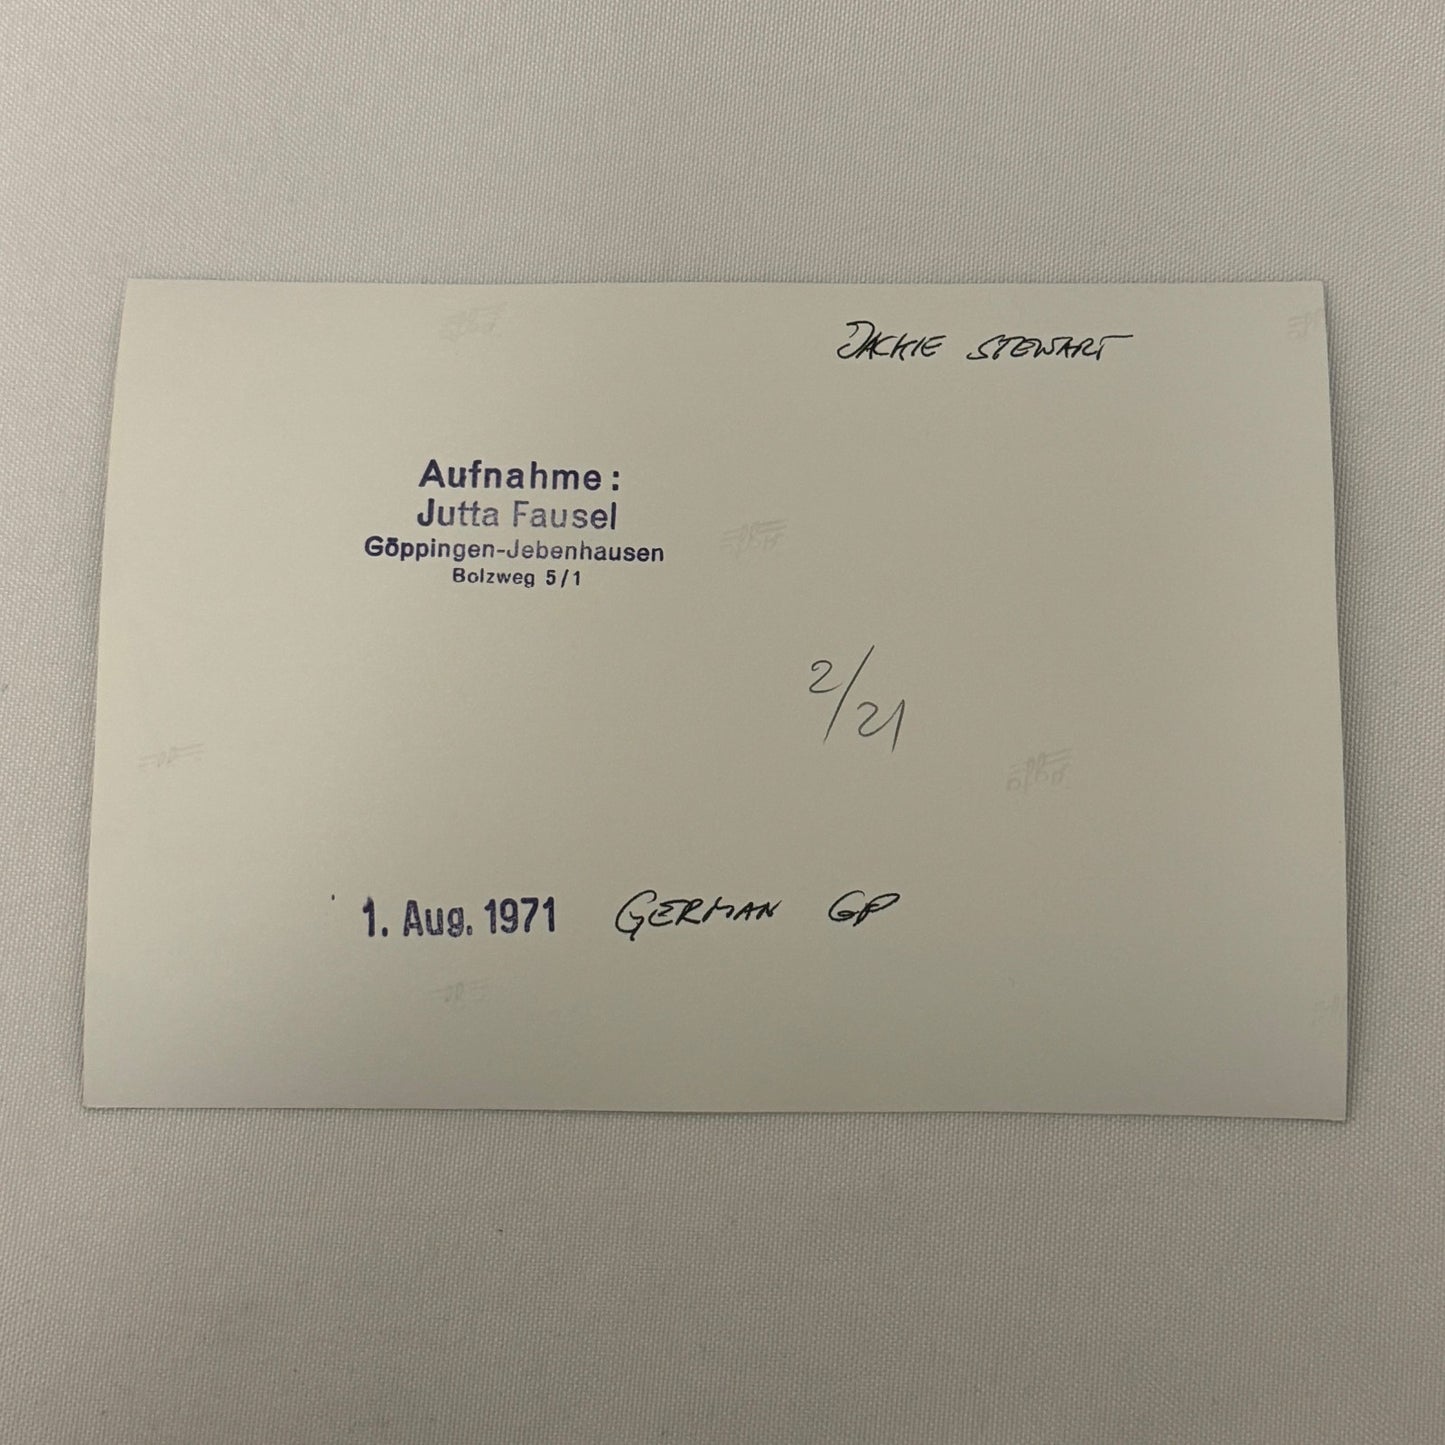 JACKIE STEWART
Aufnahme:
Jutta Fausel
Göppingen-Jebenhausen
Bolzweg 5/1
2/21
1. Aug. 1971 GERMAN GP